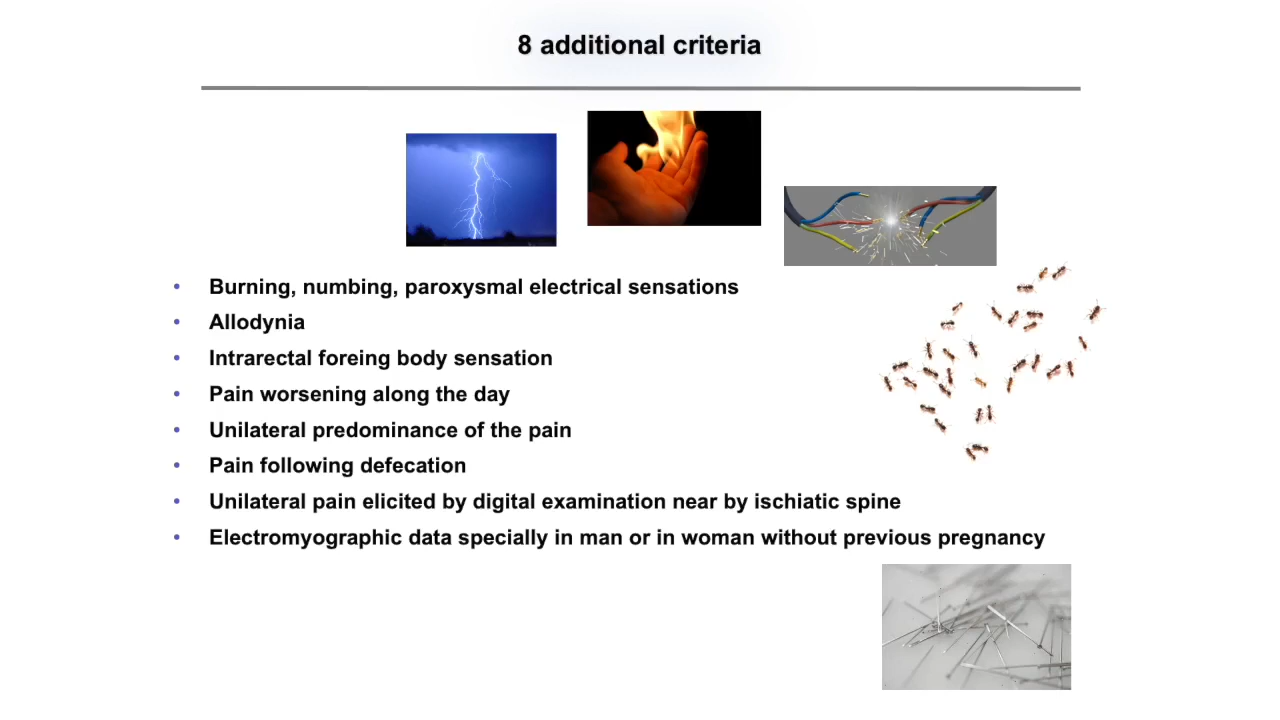 8 additional criteria
• Burning, numbing, paroxysmal electrical sensations
• Allodynia
• Intrarectal foreing body sensation
• Pain worsening along the day
• Unilateral predominance of the pain
• Pain following defecation
• Unilateral pain elicited by digital examination near by ischiatic spine
• Electromyographic data specially in man or in woman without previous pregnancy